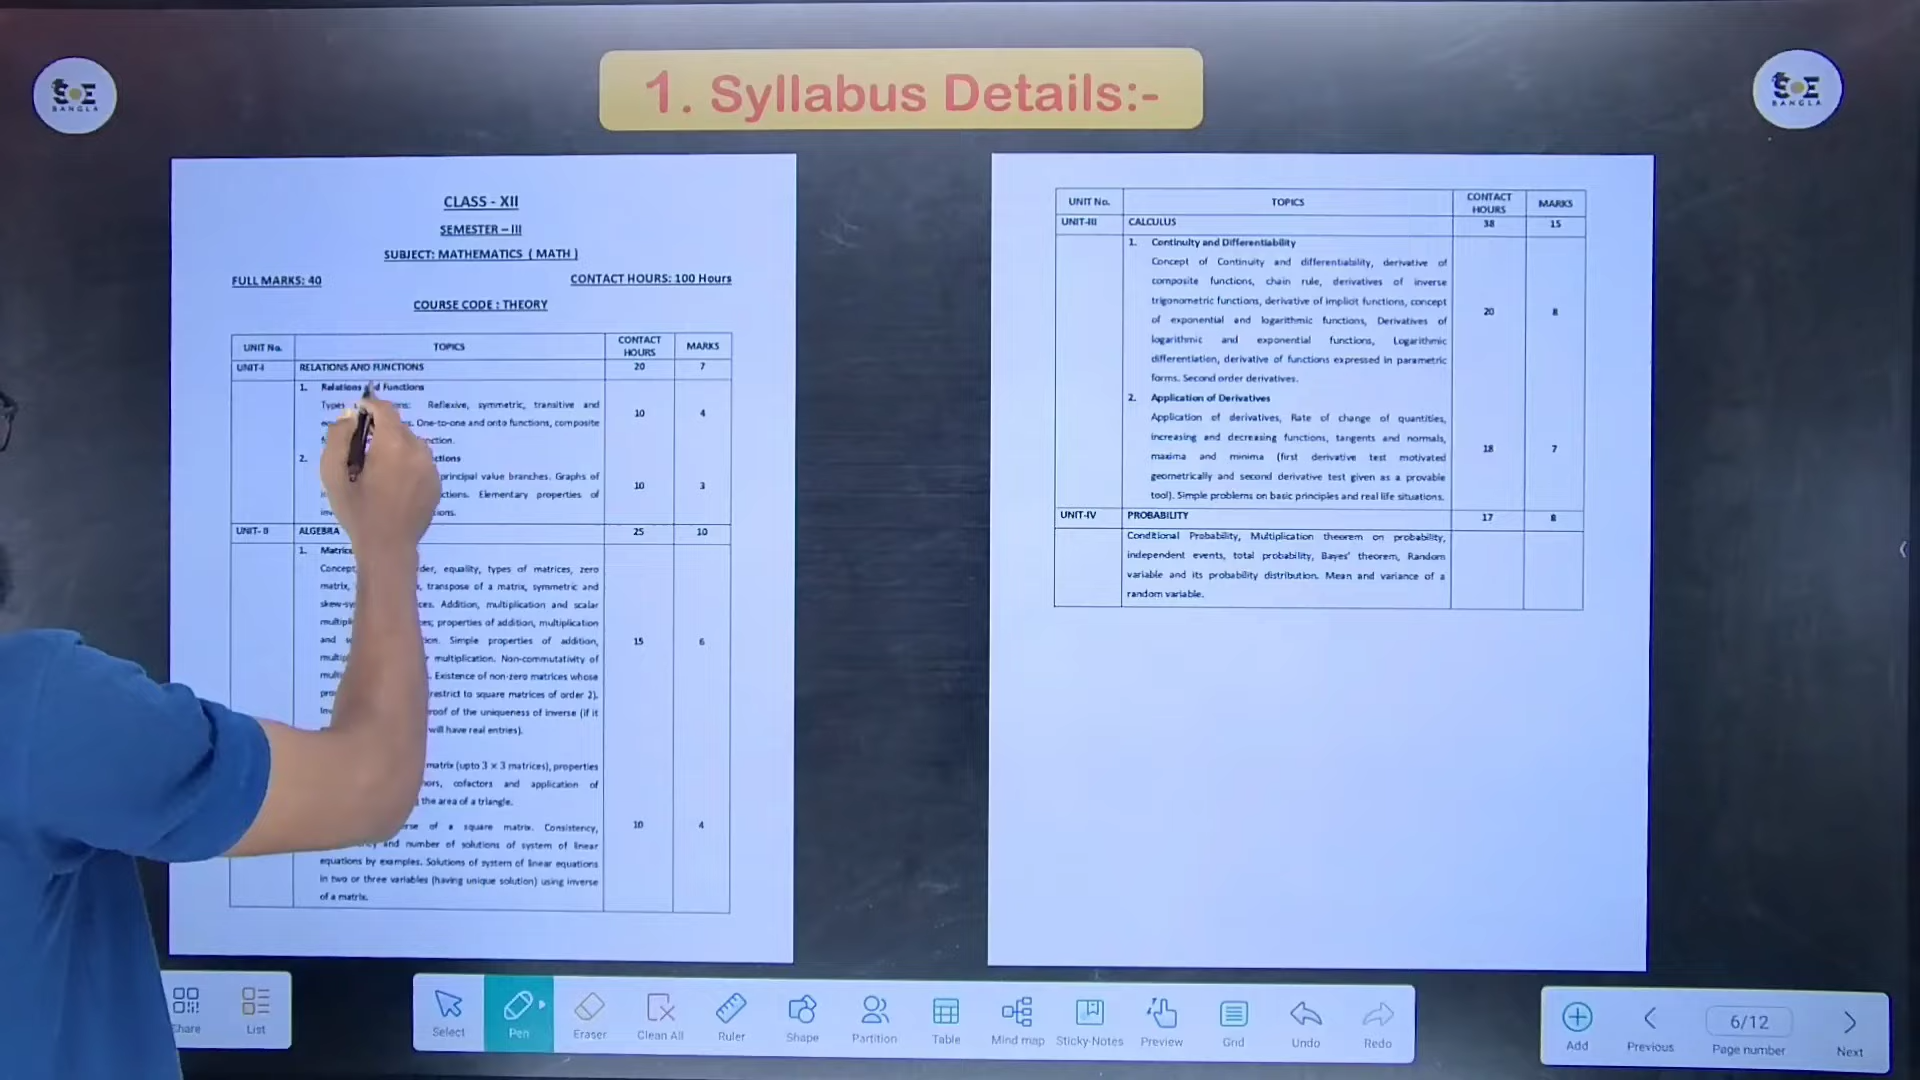 SOE
BANGLA
1. Syllabus Details:-
SOE
BANGLA
CLASS - XII
SEMESTER – III
SUBJECT: MATHEMATICS ( MATH )
FULL MARKS: 40 CONTACT HOURS: 100 Hours
COURSE CODE : THEORY
UNIT No. TOPICS CONTACT HOURS MARKS
UNIT-I RELATIONS AND FUNCTIONS 20 7
1. Relations and Functions
Types Reflexive, symmetric, transitive and
One-to-one and onto functions, composite 10 4
2.
principal value branches. Graphs of 10 3
Elementary properties of
UNIT- II ALGEBRA 25 10
1.
Concept, equality, types of matrices, zero
matrix, transpose of a matrix, symmetric and
Addition, multiplication and scalar
properties of addition, multiplication
and Simple properties of addition, 15 6
multiplication. Non-commutativity of
Existence of non-zero matrices whose
restrict to square matrices of order 2).
of the uniqueness of inverse (if it
will have real entries).
matrix (upto 3 × 3 matrices), properties
cofactors and application of
the area of a triangle.
of a square matrix. Consistency, 10 4
and number of solutions of system of linear
equations by examples. Solutions of system of linear equations
in two or three variables (having unique solution) using inverse
of a matrix.
UNIT No. TOPICS CONTACT HOURS MARKS
UNIT-III CALCULUS 38 15
1. Continuity and Differentiability
Concept of Continuity and differentiability, derivative of
composite functions, chain rule, derivatives of inverse
trigonometric functions, derivative of implicit functions, concept
of exponential and logarithmic functions, Derivatives of 20 8
logarithmic and exponential functions, Logarithmic
differentiation, derivative of functions expressed in parametric
forms. Second order derivatives.
2. Application of Derivatives
Application of derivatives, Rate of change of quantities,
increasing and decreasing functions, tangents and normals,
maxima and minima (first derivative test motivated 18 7
geometrically and second derivative test given as a provable
tool). Simple problems on basic principles and real life situations.
UNIT-IV PROBABILITY 17 8
Conditional Probability, Multiplication theorem on probability,
independent events, total probability, Bayes' theorem, Random
variable and its probability distribution. Mean and variance of a
random variable.
Share List Select Pen Eraser Clean All Ruler Shape Partition Table Mind map Sticky Notes Preview Grid Undo Redo Add Previous 6/12 Page number Next